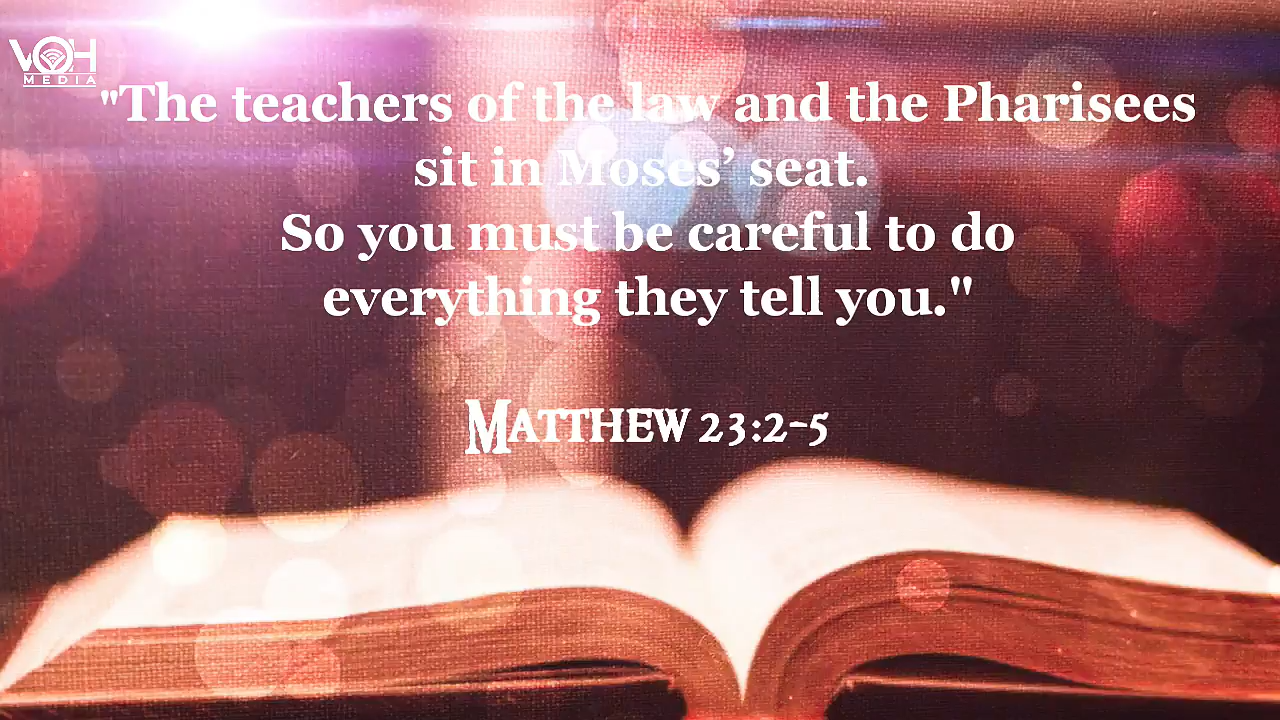 VOH
MEDIA
"The teachers of the law and the Pharisees
sit in Moses’ seat.
So you must be careful to do
everything they tell you."
MATTHEW 23:2-5